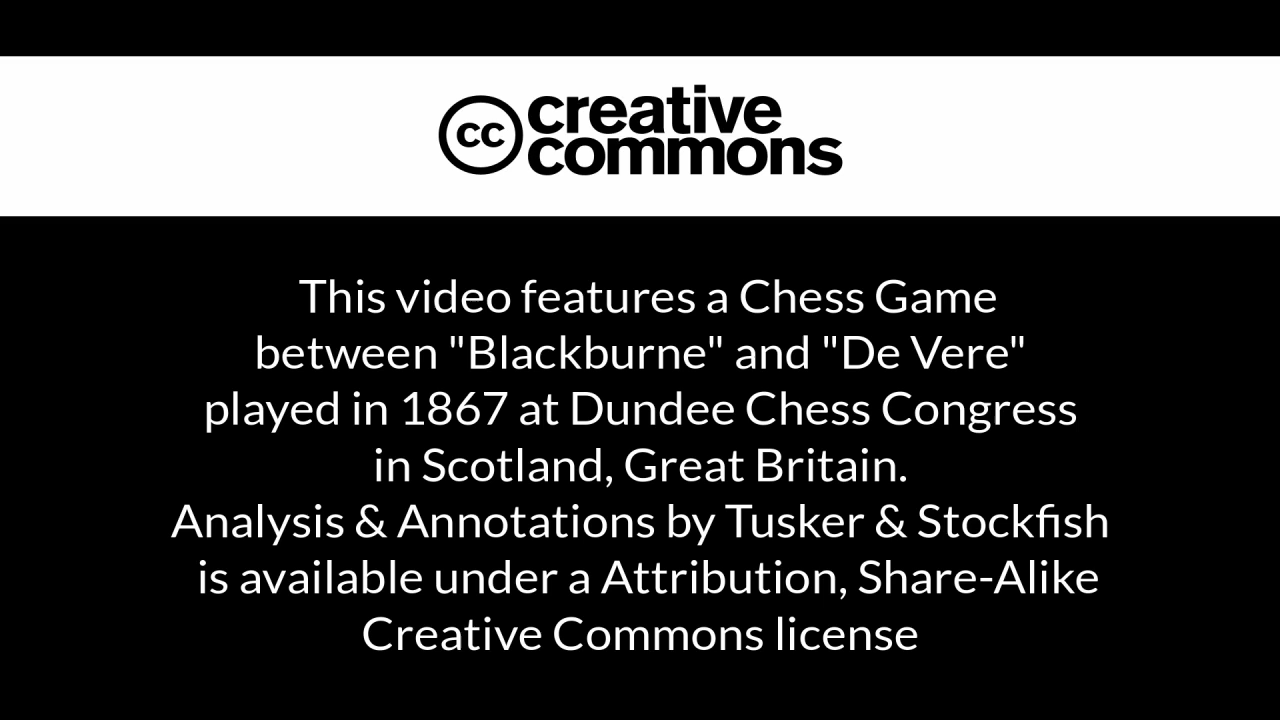 cc creative
commons
This video features a Chess Game
between "Blackburne" and "De Vere"
played in 1867 at Dundee Chess Congress
in Scotland, Great Britain.
Analysis & Annotations by Tusker & Stockfish
is available under a Attribution, Share-Alike
Creative Commons license